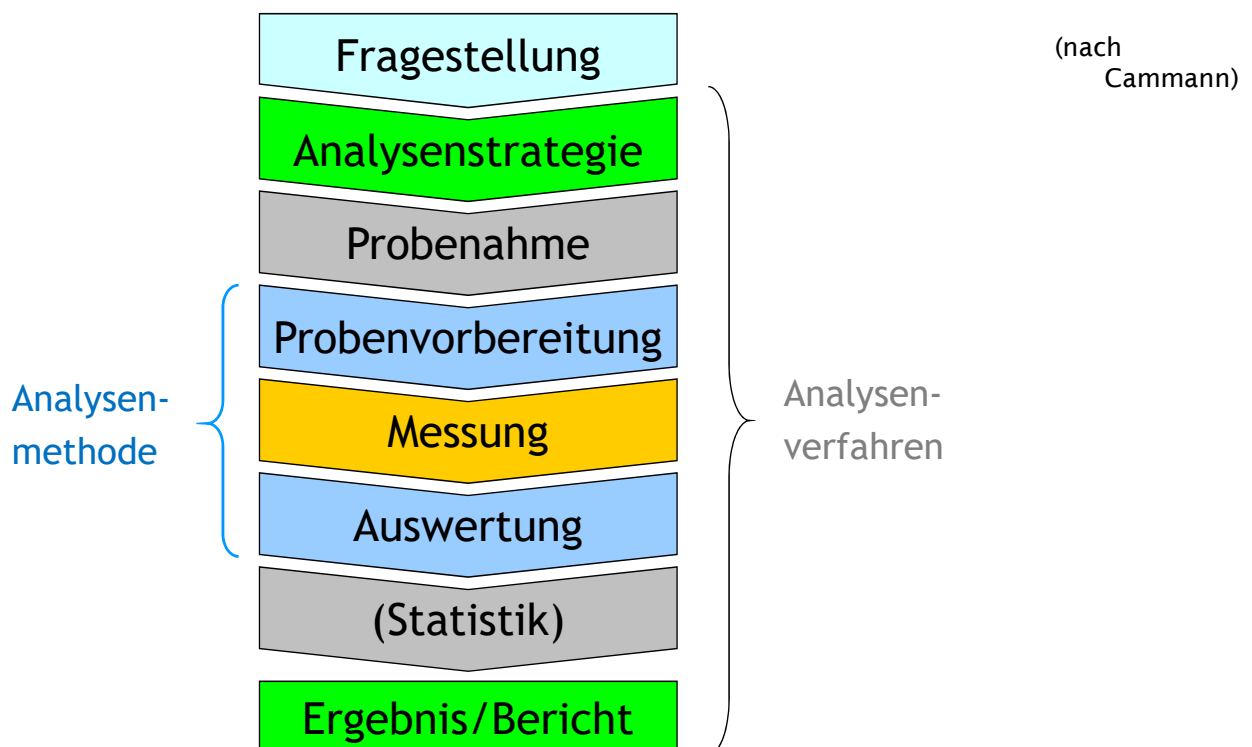 Fragestellung
(nach
Cammann)
Analysenstrategie
Probenahme
Probenvorbereitung
Analysen-
methode
Messung
Analysen-
verfahren
Auswertung
(Statistik)
Ergebnis/Bericht